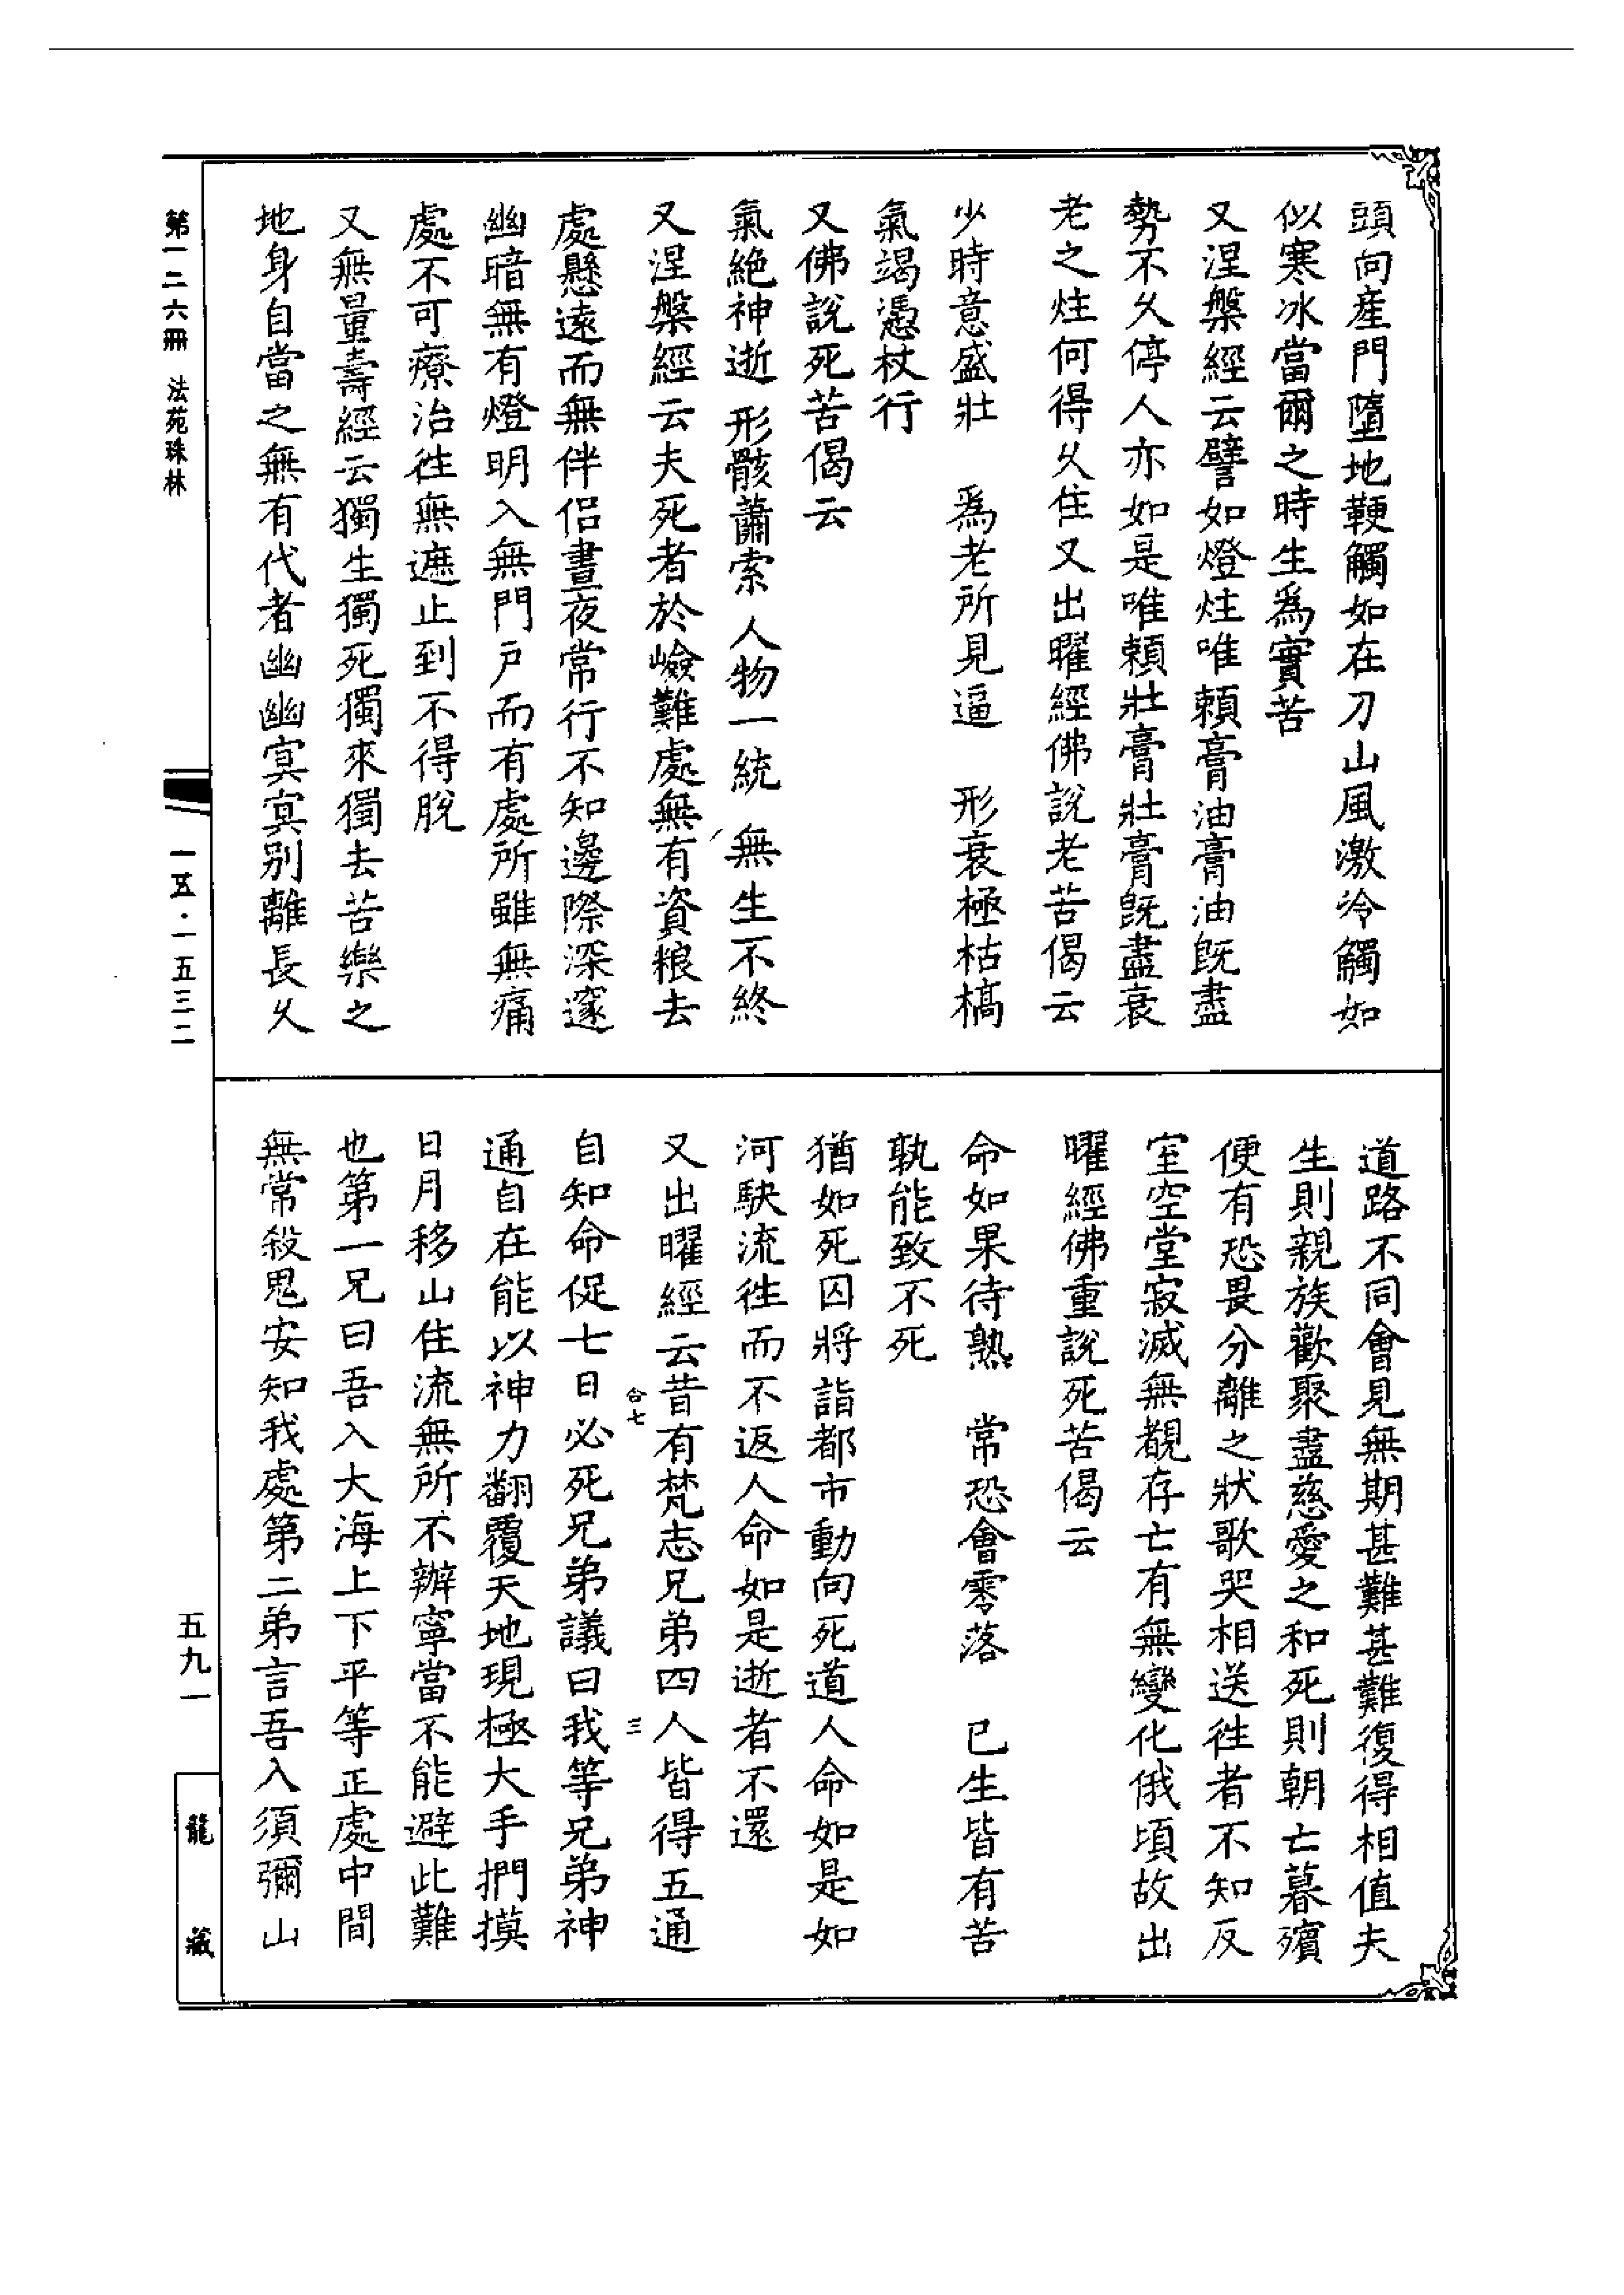 頭向產門墮地鞕觸如在刀山風激冷觸如
似寒冰當爾之時生爲實苦
又涅槃經云譬如燈炷唯賴膏油膏油旣盡
勢不久停人亦如是唯賴壯膏壯膏旣盡衰
老之炷何得久住又出曜經佛說老苦偈云
少時意盛壯　爲老所見逼　形衰極枯槁
氣竭憑杖行
又佛說死苦偈云
氣絶神逝　形骸蕭索　人物一統　無生不終
又涅槃經云夫死者於嶮難處無有資粮去
處懸遠而無伴侶晝夜常行不知邊際深邃
幽暗無有燈明入無門戶而有處所雖無痛
處不可療治徃無遮止到不得脫
又無量壽經云獨生獨死獨來獨去苦樂之
地身自當之無有代者幽幽冥冥别離長久
道路不同會見無期甚難甚難復得相值夫
生則親族歡聚盡慈愛之和死則朝亡暮殯
便有恐畏分離之狀歌哭相送徃者不知反
室空堂寂滅無覩存亡有無變化俄頃故出
曜經佛重說死苦偈云
命如果待熟　常恐會零落　已生皆有苦
孰能致不死
猶如死囚將詣都市動向死道人命如是如
河駃流徃而不返人命如是逝者不還
又出曜經云昔有梵志兄弟四人皆得五通
合七　三
自知命促七日必死兄弟議曰我等兄弟神
通自在能以神力翻覆天地現極大手捫摸
日月移山住流無所不辦寧當不能避此難
也第一兄曰吾入大海上下平等正處中間
無常殺鬼安知我處第二弟言吾入須彌山
第一二六冊　法苑珠林
一五·一五三二
五九一
龍藏